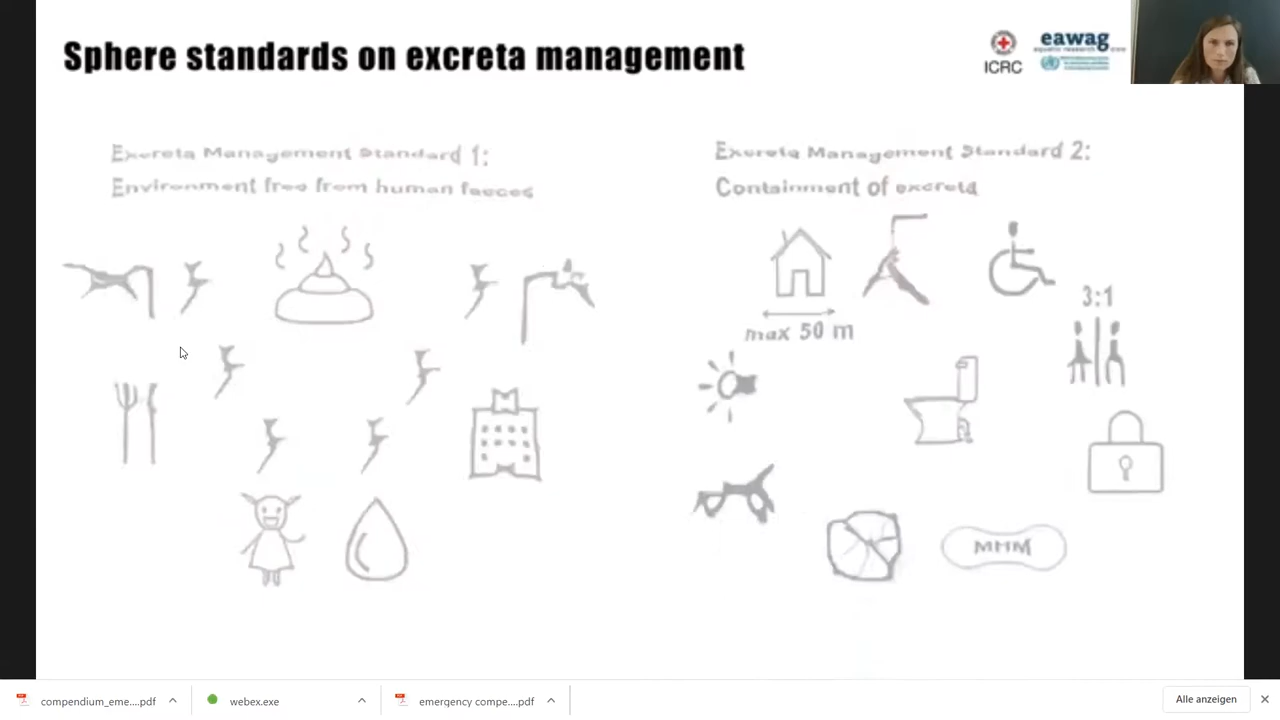 Sphere standards on excreta management
ICRC
eawag
Excreta Management Standard 1:
Environment free from human faeces
Excreta Management Standard 2:
Containment of excreta
max 50 m
3:1
MHM
compendium_eme....pdf
webex.exe
emergency compe....pdf
Alle anzeigen